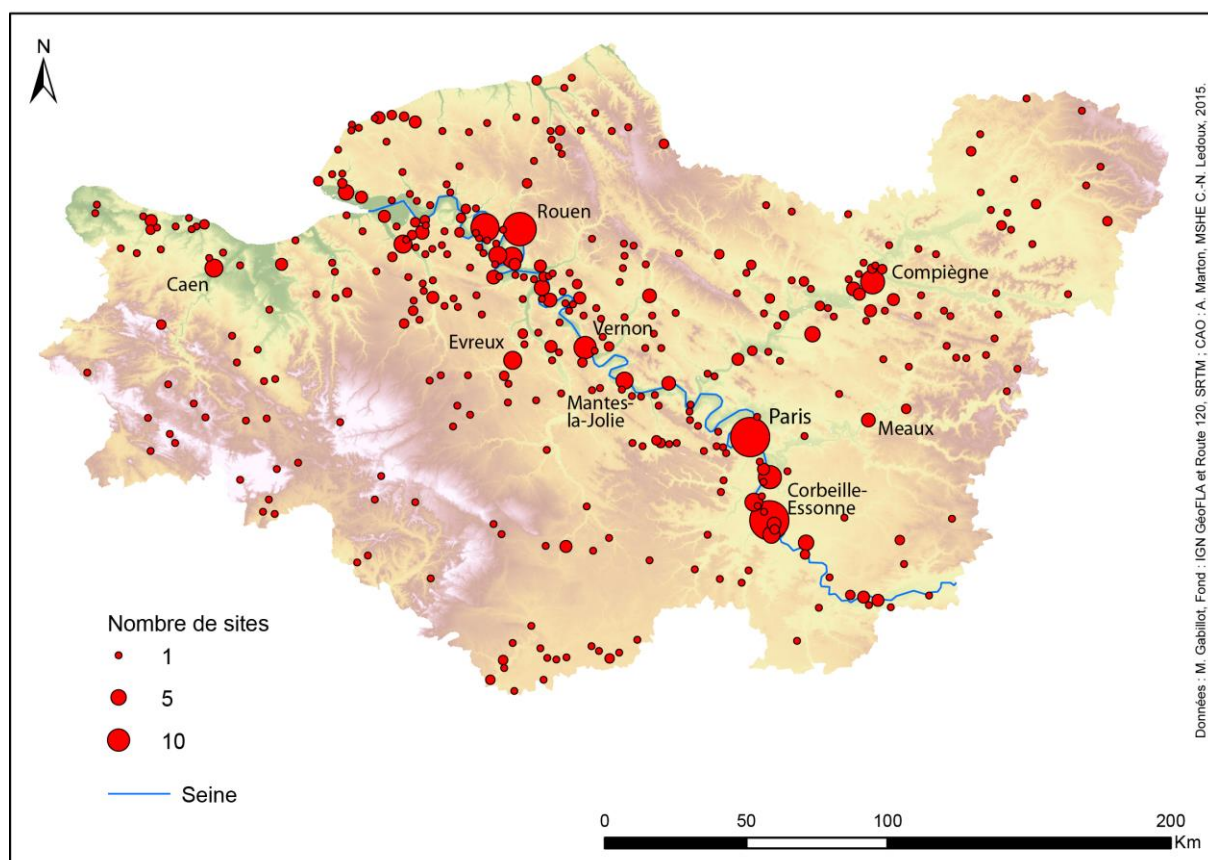 N
Rouen
Compiègne
Caen
Vernon
Evreux
Mantes-
la-Jolie
Paris
Meaux
Corbeille-
Essonne
Nombre de sites
1
5
10
Seine
0 50 100 200
Km
Données : M. Gabillot, Fond : IGN GéoFLA et Route 120, SRTM ; CAO : A. Marton, MSHE C.-N. Ledoux, 2015.